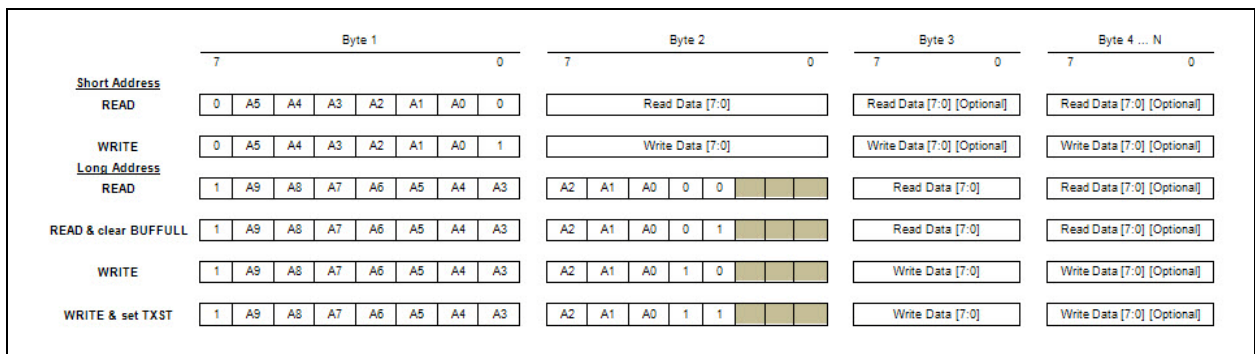 Byte 1 Byte 2 Byte 3 Byte 4 ... N
7 0 7 0 7 0 7 0
Short Address
READ 0 A5 A4 A3 A2 A1 A0 0 Read Data [7:0] Read Data [7:0] [Optional] Read Data [7:0] [Optional]
WRITE 0 A5 A4 A3 A2 A1 A0 1 Write Data [7:0] Write Data [7:0] [Optional] Write Data [7:0] [Optional]
Long Address
READ 1 A9 A8 A7 A6 A5 A4 A3 A2 A1 A0 0 0 Read Data [7:0] Read Data [7:0] [Optional]
READ & clear BUFFULL 1 A9 A8 A7 A6 A5 A4 A3 A2 A1 A0 0 1 Read Data [7:0] Read Data [7:0] [Optional]
WRITE 1 A9 A8 A7 A6 A5 A4 A3 A2 A1 A0 1 0 Write Data [7:0] Write Data [7:0] [Optional]
WRITE & set TXST 1 A9 A8 A7 A6 A5 A4 A3 A2 A1 A0 1 1 Write Data [7:0] Write Data [7:0] [Optional]